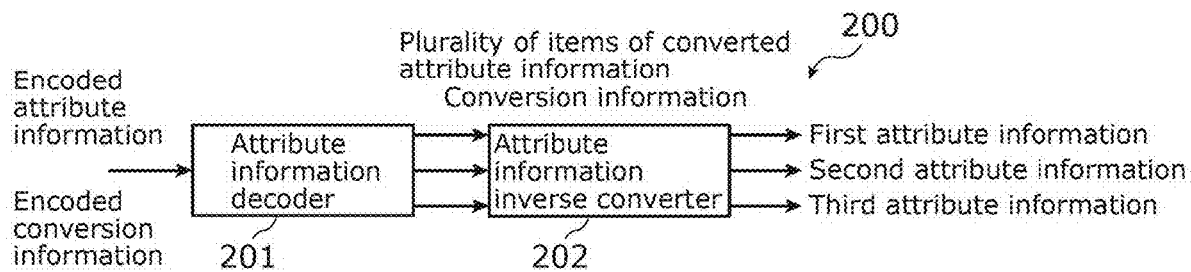 200
Plurality of items of converted
attribute information
Conversion information
Encoded
attribute
information
Encoded
conversion
information
Attribute
information
decoder
201
Attribute
information
inverse converter
202
First attribute information
Second attribute information
Third attribute information